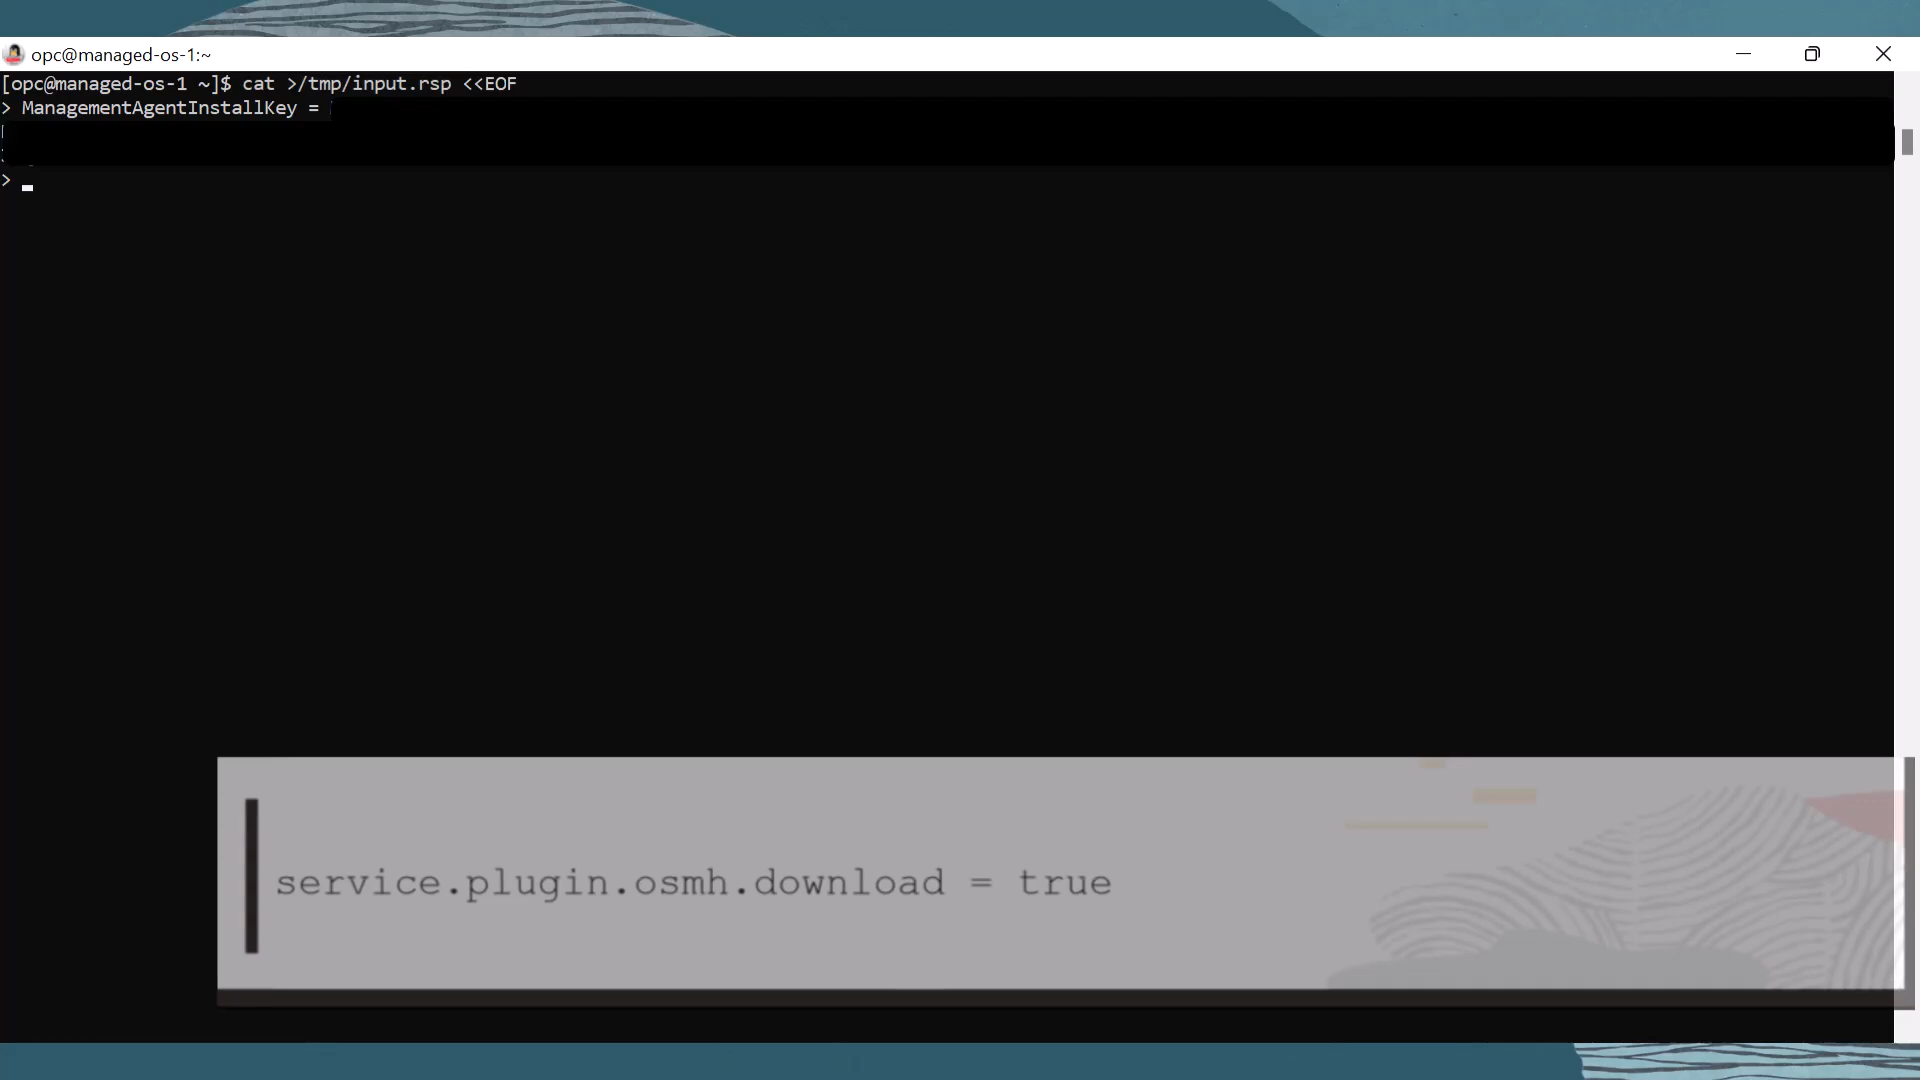 opc@managed-os-1:~
[opc@managed-os-1 ~]$ cat >/tmp/input.rsp <<EOF
> ManagementAgentInstallKey =
>
service.plugin.osmh.download = true